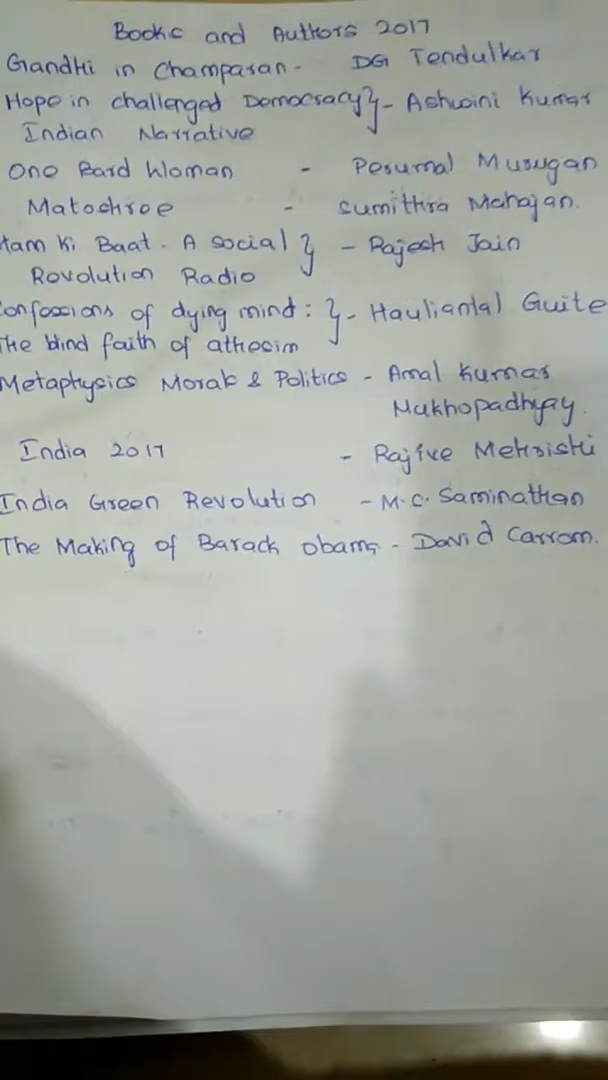 Books and Authors 2017
Gandhi in Champaran - DG Tendulkar
Hope in challenged Democracy } - Ashwini Kumar
Indian Narrative
One Part Woman - Perumal Murugan
Matoshree - Sumithra Mahajan.
Mam Ki Baat - A Social } - Rajesh Jain
Revolution Radio
Confessions of dying mind : } - Haulianlal Guite
The blind faith of atheesim
Metaphysics Morals & Politics - Amal Kumar
Mukhopadhyay.
India 2017 - Rajive Mehrishi
India Green Revolution - M.C. Saminathan
The Making of Barack Obama - David Carrom.